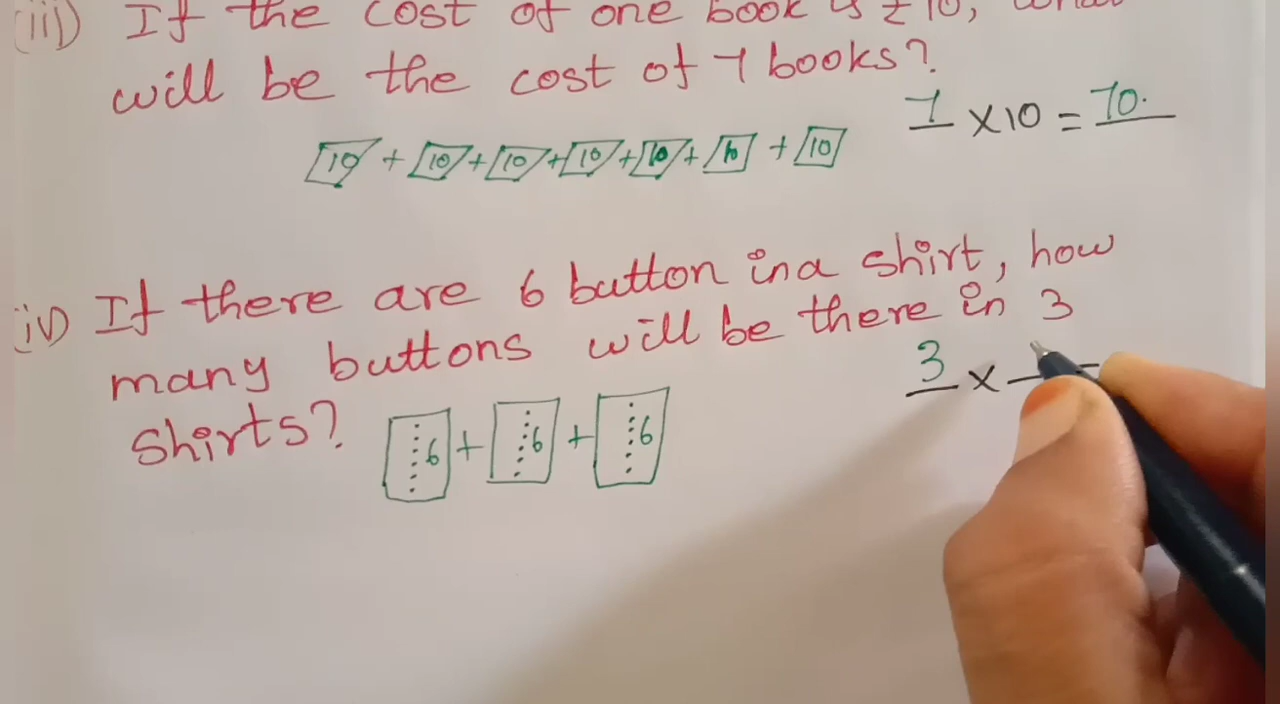 (iii) If the cost of one book is ₹10, what
will be the cost of 7 books?
7 × 10 = 70.
10 + 10 + 10 + 10 + 10 + 10 + 10
(iv) If there are 6 button in a shirt, how
many buttons will be there in 3
shirts?
3 ×
6 + 6 + 6